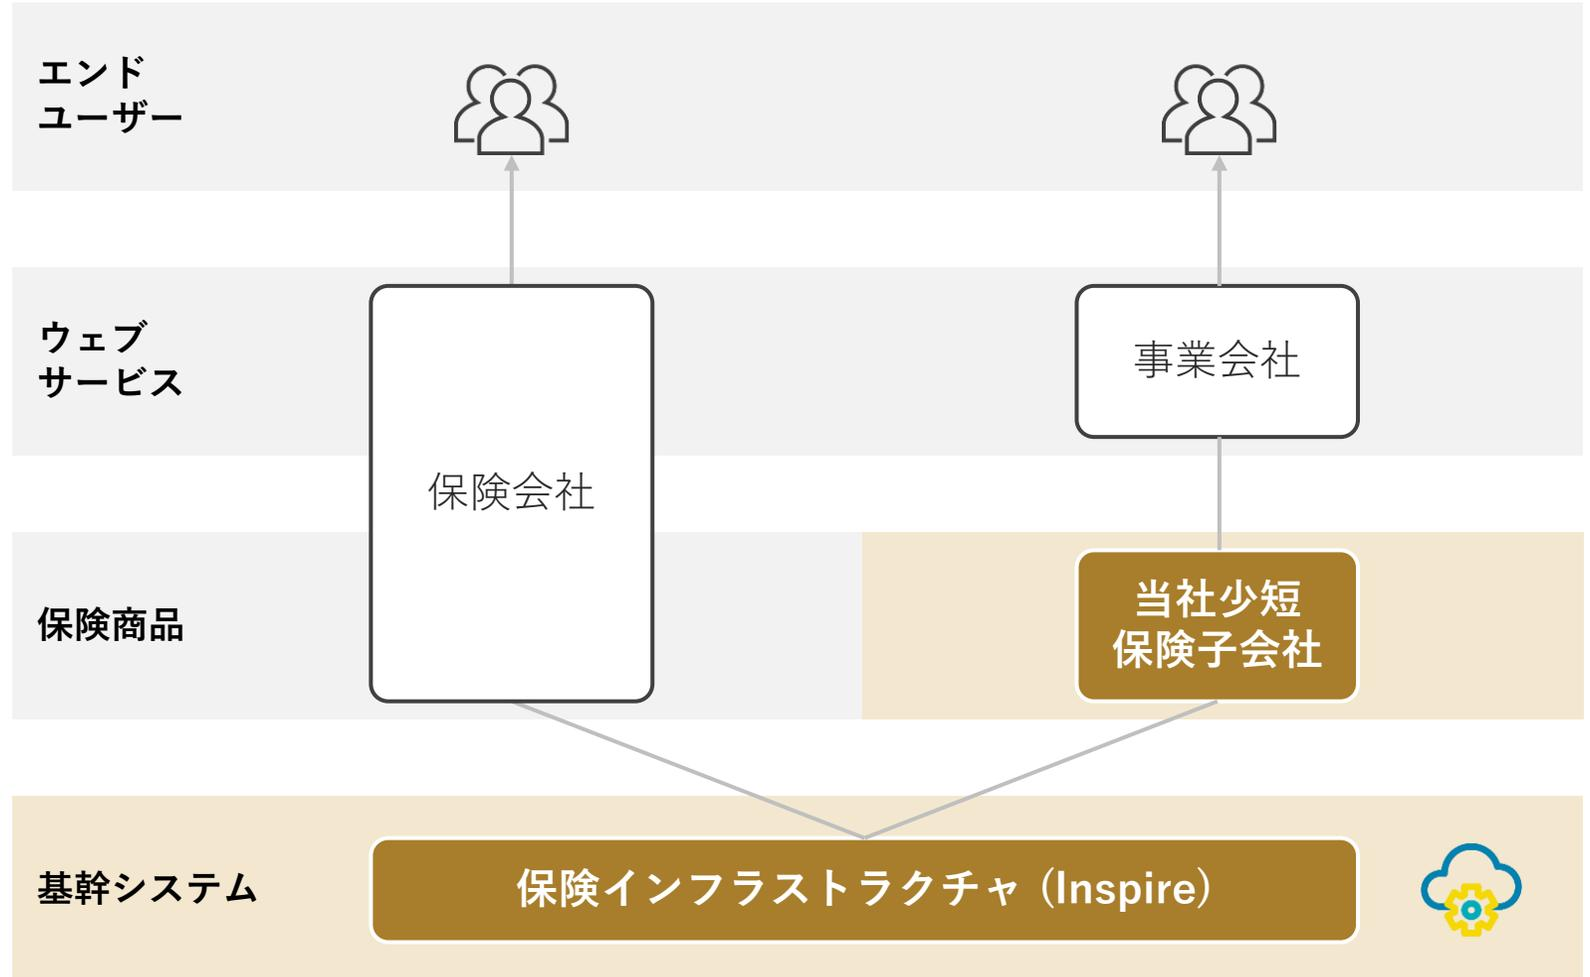 エンド
ユーザー
ウェブ
サービス
保険会社
事業会社
保険商品
当社少短
保険子会社
基幹システム
保険インフラストラクチャ (Inspire)